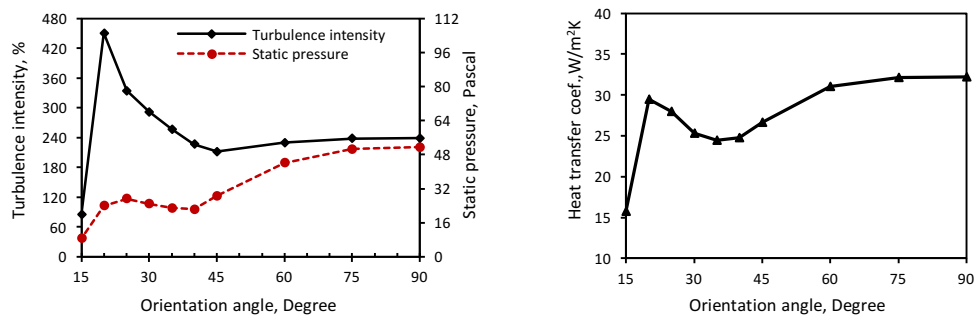 480
420
360
300
240
180
120
60
0
Turbulence intensity, %
Turbulence intensity
Static pressure
112
96
80
64
48
32
16
0
Static pressure, Pascal
15 30 45 60 75 90
Orientation angle, Degree
40
35
30
25
20
15
10
Heat transfer coef., W/m²K
15 30 45 60 75 90
Orientation angle, Degree